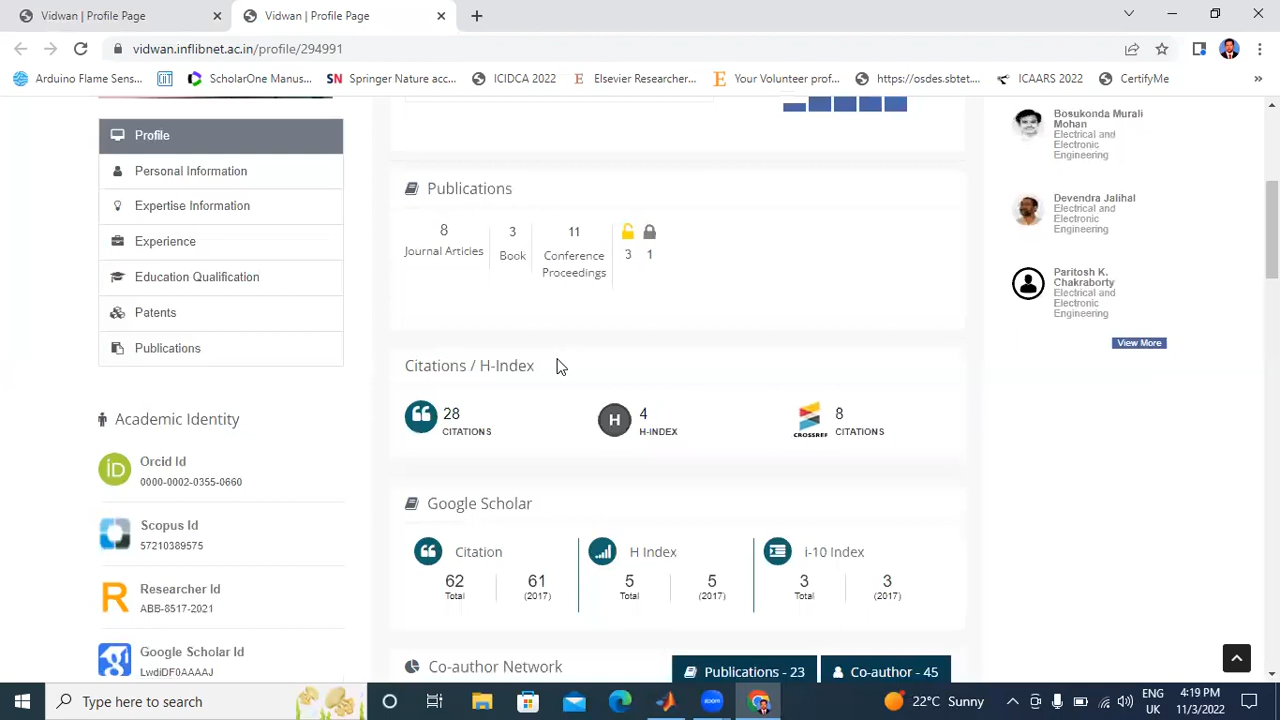 Vidwan | Profile Page
Vidwan | Profile Page
vidwan.inflibnet.ac.in/profile/294991
Arduino Flame Sens...
ScholarOne Manus...
SN Springer Nature acc...
ICIDCA 2022
E Elsevier Researcher...
E Your Volunteer prof...
https://osdes.sbtet....
ICAARS 2022
CertifyMe
»
Profile
Personal Information
Expertise Information
Experience
Education Qualification
Patents
Publications
Academic Identity
iD
Orcid Id
0000-0002-0355-0660
Scopus Id
57210389575
R
Researcher Id
ABB-8517-2021
Google Scholar Id
LwdiDF0AAAAJ
Publications
8 3 11
Journal Articles Book Conference Proceedings 3 1
Citations / H-Index
28
CITATIONS
H
4
H-INDEX
CROSSREF
8
CITATIONS
Google Scholar
Citation H Index i-10 Index
62 61 5 5 3 3
Total (2017) Total (2017) Total (2017)
Co-author Network Publications - 23 Co-author - 45
Bosukonda Murali
Mohan
Electrical and
Electronic
Engineering
Devendra Jalihal
Electrical and
Electronic
Engineering
Paritosh K.
Chakraborty
Electrical and
Electronic
Engineering
View More
Type here to search
zoom
22°C Sunny
ENG
UK
4:19 PM
11/3/2022